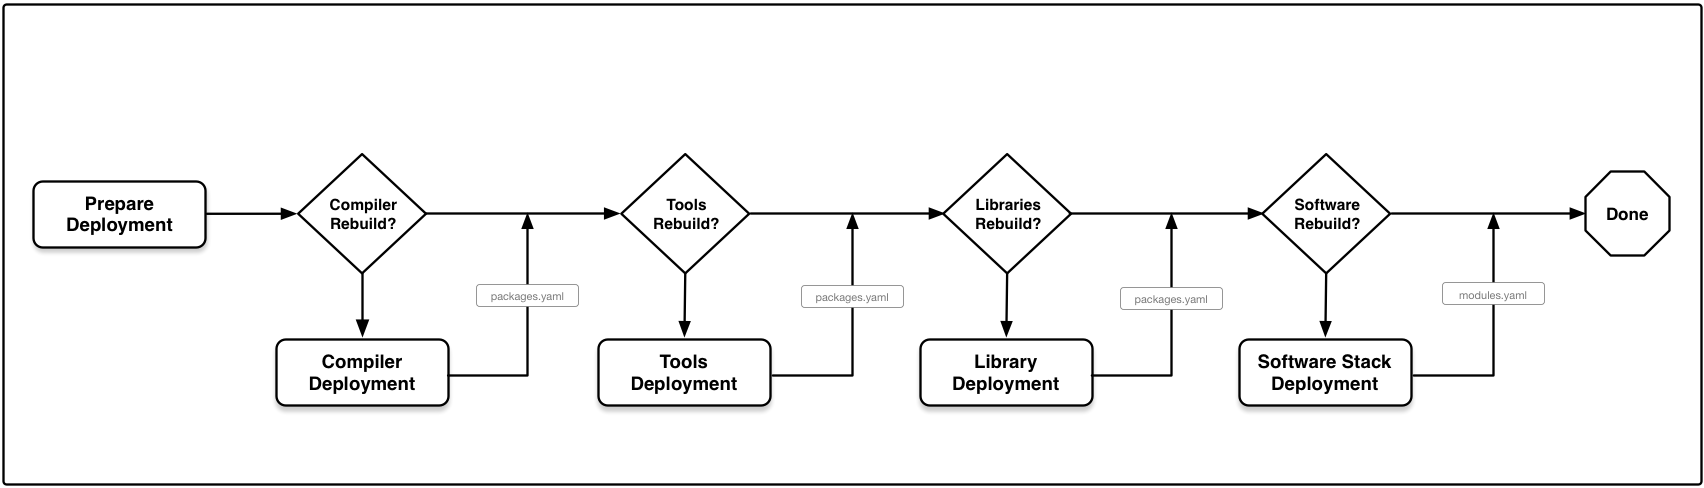 Prepare
Deployment
Compiler
Rebuild?
Tools
Rebuild?
Libraries
Rebuild?
Software
Rebuild?
Done
packages.yaml
packages.yaml
packages.yaml
modules.yaml
Compiler
Deployment
Tools
Deployment
Library
Deployment
Software Stack
Deployment